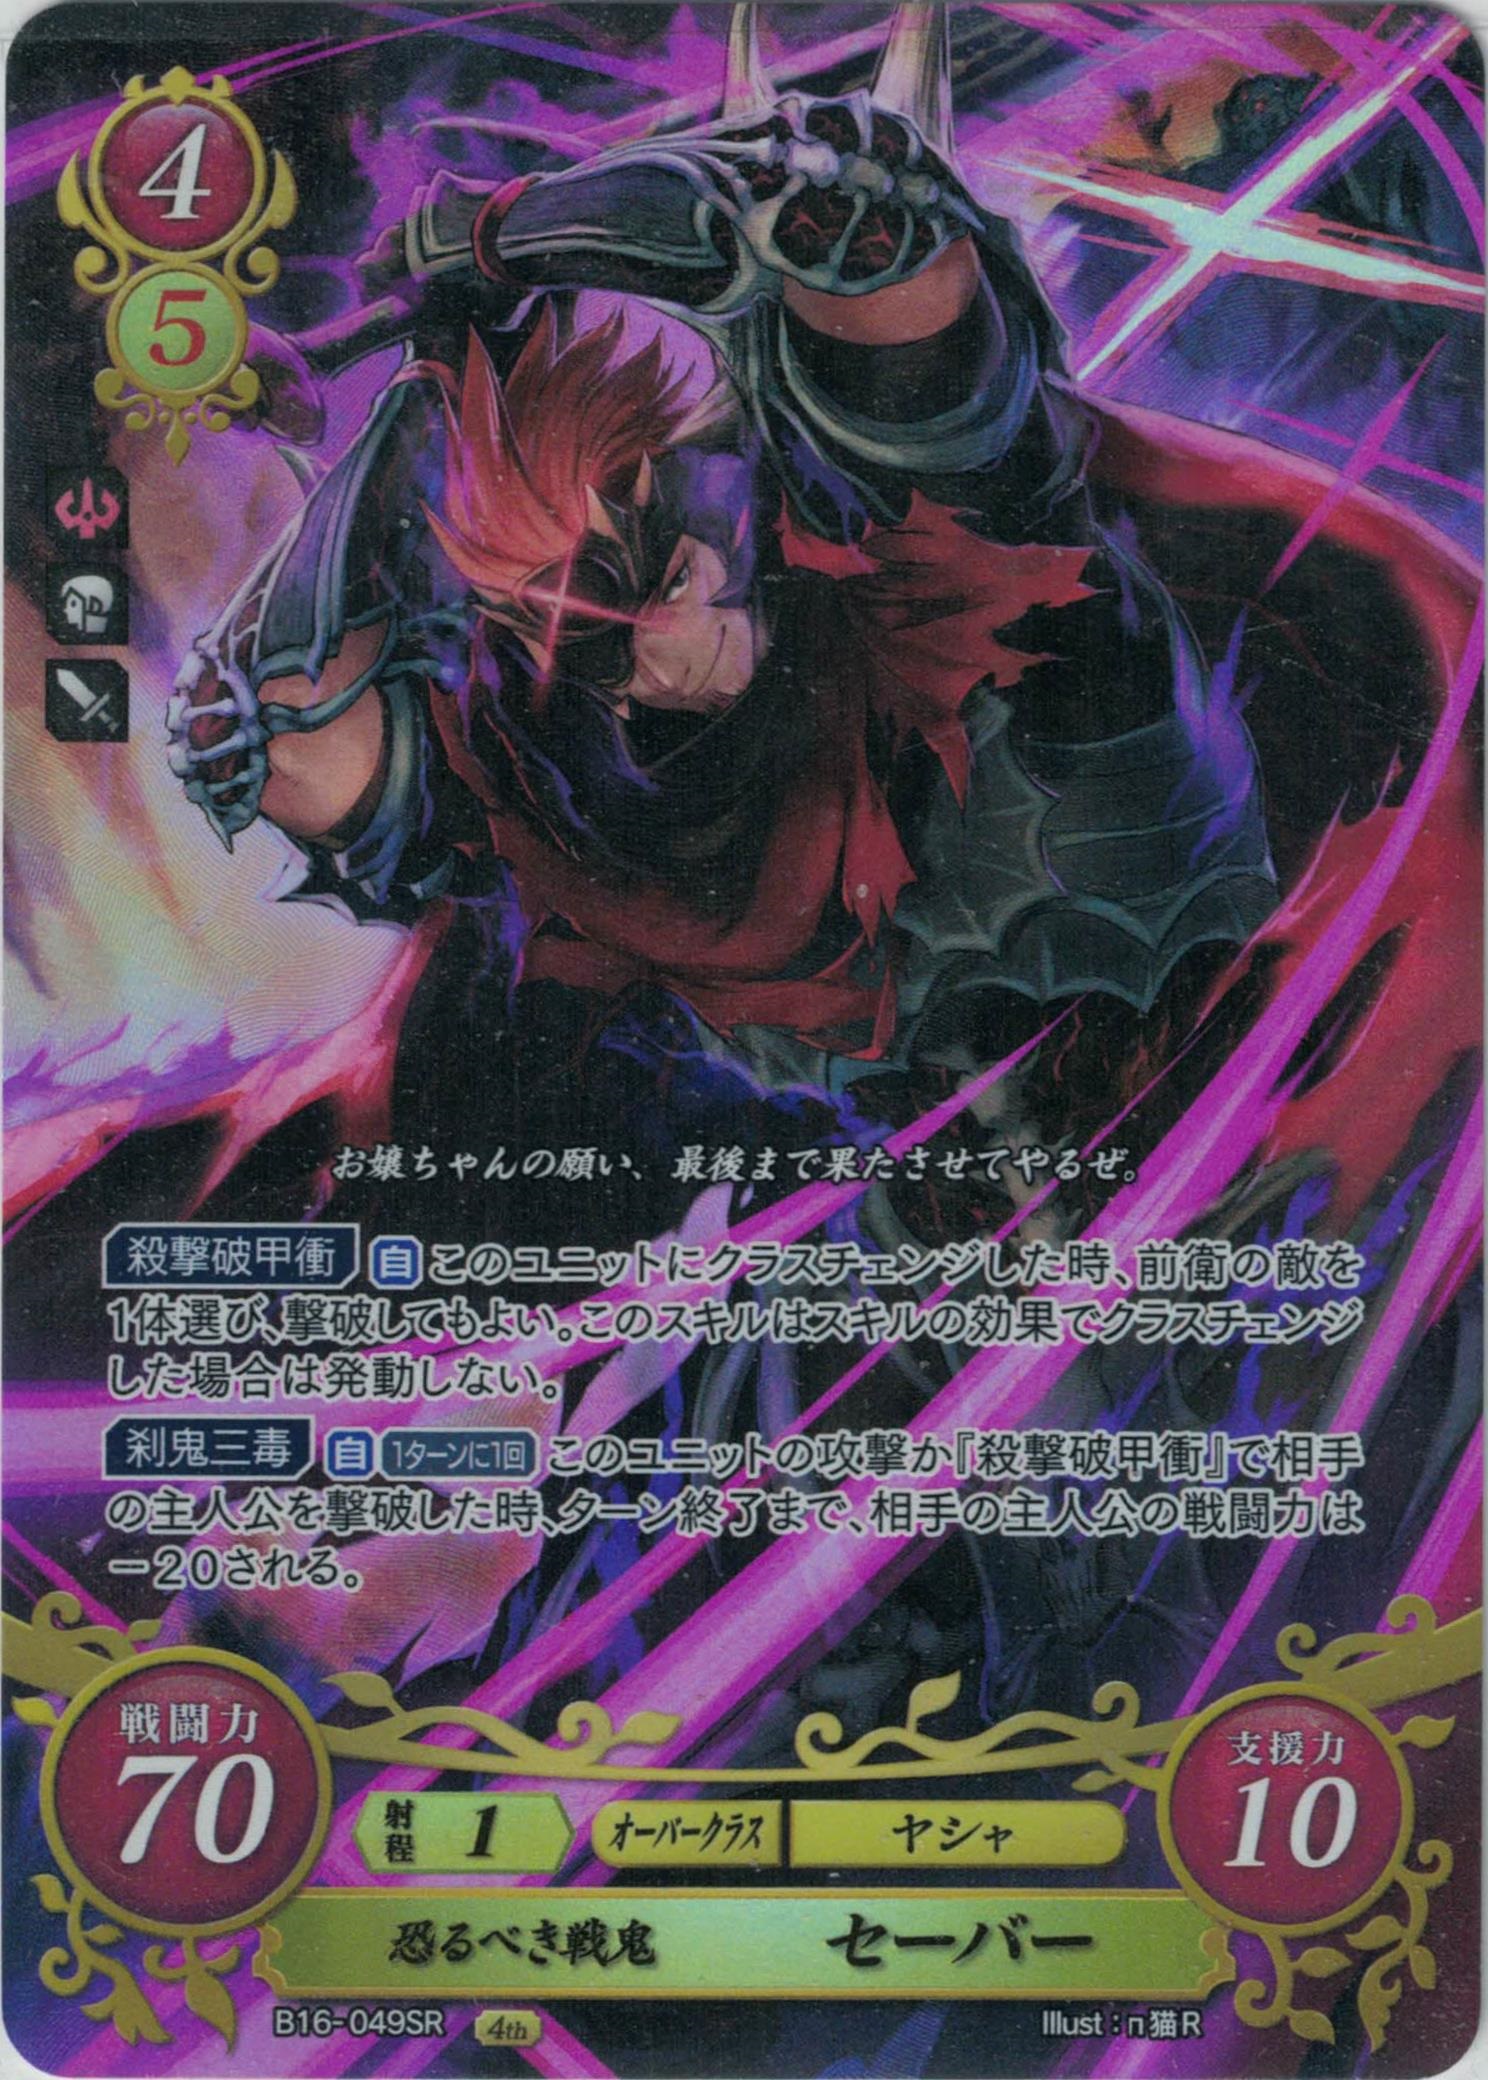 4
5
お嬢ちゃんの願い、最後まで果たさせてやるぜ。
殺撃破甲衝 自 このユニットにクラスチェンジした時、前衛の敵を
1体選び、撃破してもよい。このスキルはスキルの効果でクラスチェンジ
した場合は発動しない。
刹鬼三毒 自 1ターンに1回 このユニットの攻撃か『殺撃破甲衝』で相手
の主人公を撃破した時、ターン終了まで、相手の主人公の戦闘力は
－20される。
戦闘力
70
支援力
10
射程 1 オーバークラス ヤシャ
恐るべき戦鬼 セーバー
B16-049SR 4th Illust：п猫R